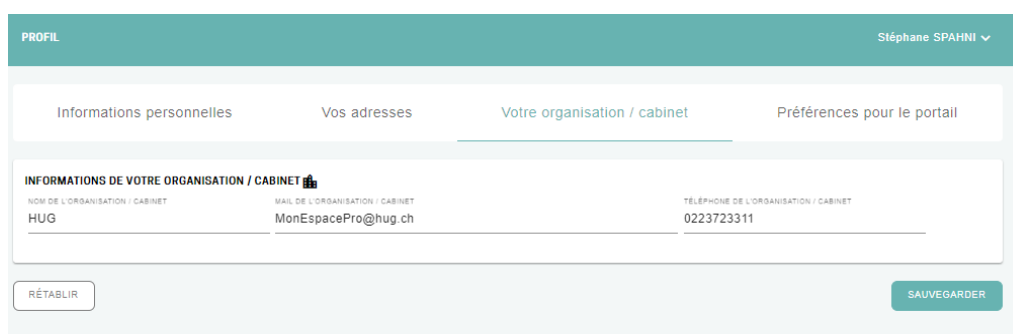 PROFIL
Stéphane SPAHNI
Informations personnelles
Vos adresses
Votre organisation / cabinet
Préférences pour le portail
INFORMATIONS DE VOTRE ORGANISATION / CABINET
NOM DE L'ORGANISATION / CABINET
MAIL DE L'ORGANISATION / CABINET
TÉLÉPHONE DE L'ORGANISATION / CABINET
HUG
MonEspacePro@hug.ch
0223723311
RÉTABLIR
SAUVEGARDER